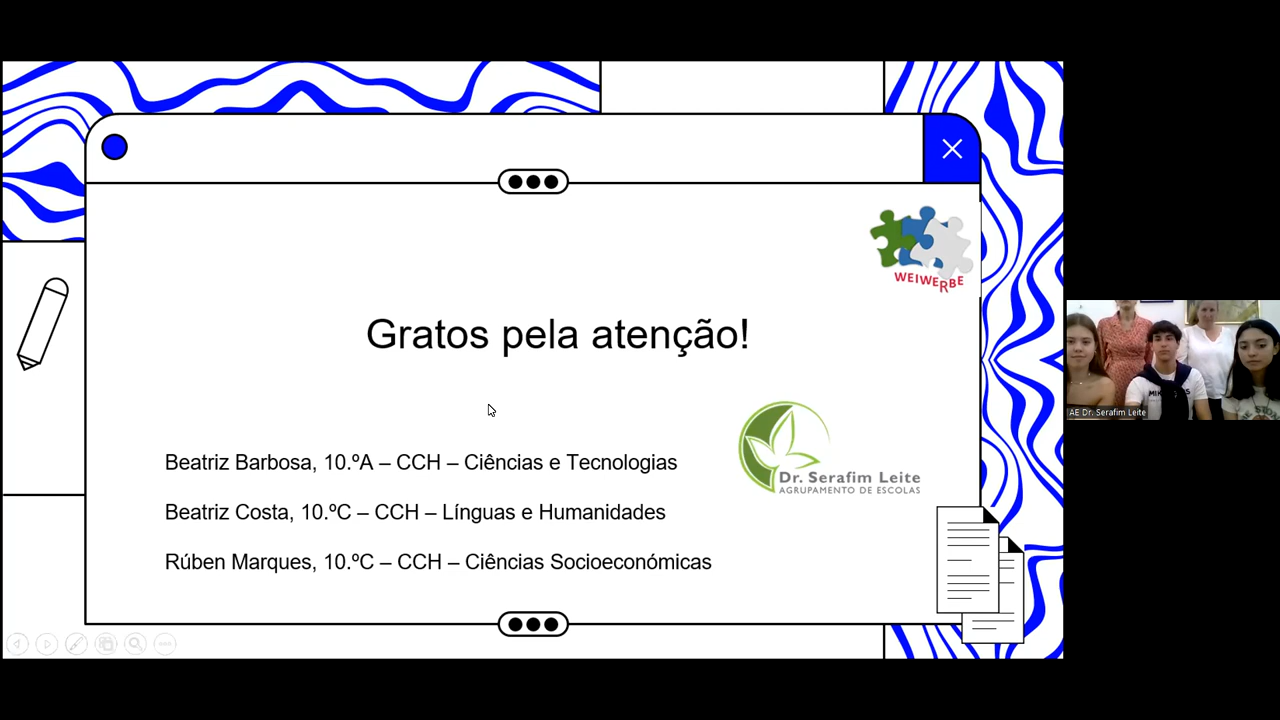 WEIWERBE
Gratos pela atenção!
Dr. Serafim Leite
AGRUPAMENTO DE ESCOLAS
Beatriz Barbosa, 10.ºA – CCH – Ciências e Tecnologias
Beatriz Costa, 10.ºC – CCH – Línguas e Humanidades
Rúben Marques, 10.ºC – CCH – Ciências Socioeconómicas
AE Dr. Serafim Leite